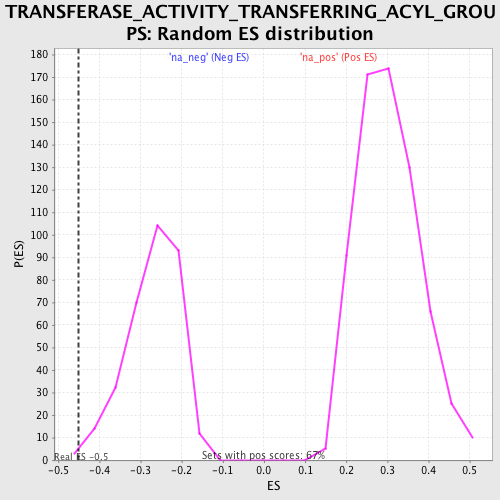 TRANSFERASE_ACTIVITY_TRANSFERRING_ACYL_GROU
PS: Random ES distribution
'na_neg' (Neg ES) 'na_pos' (Pos ES)
180
170
160
150
140
130
120
110
100
90
80
70
60
50
40
30
20
10
0
P(ES)
Real ES -0.5
Sets with pos scores: 67%
-0.5 -0.4 -0.3 -0.2 -0.1 0.0 0.1 0.2 0.3 0.4 0.5
ES